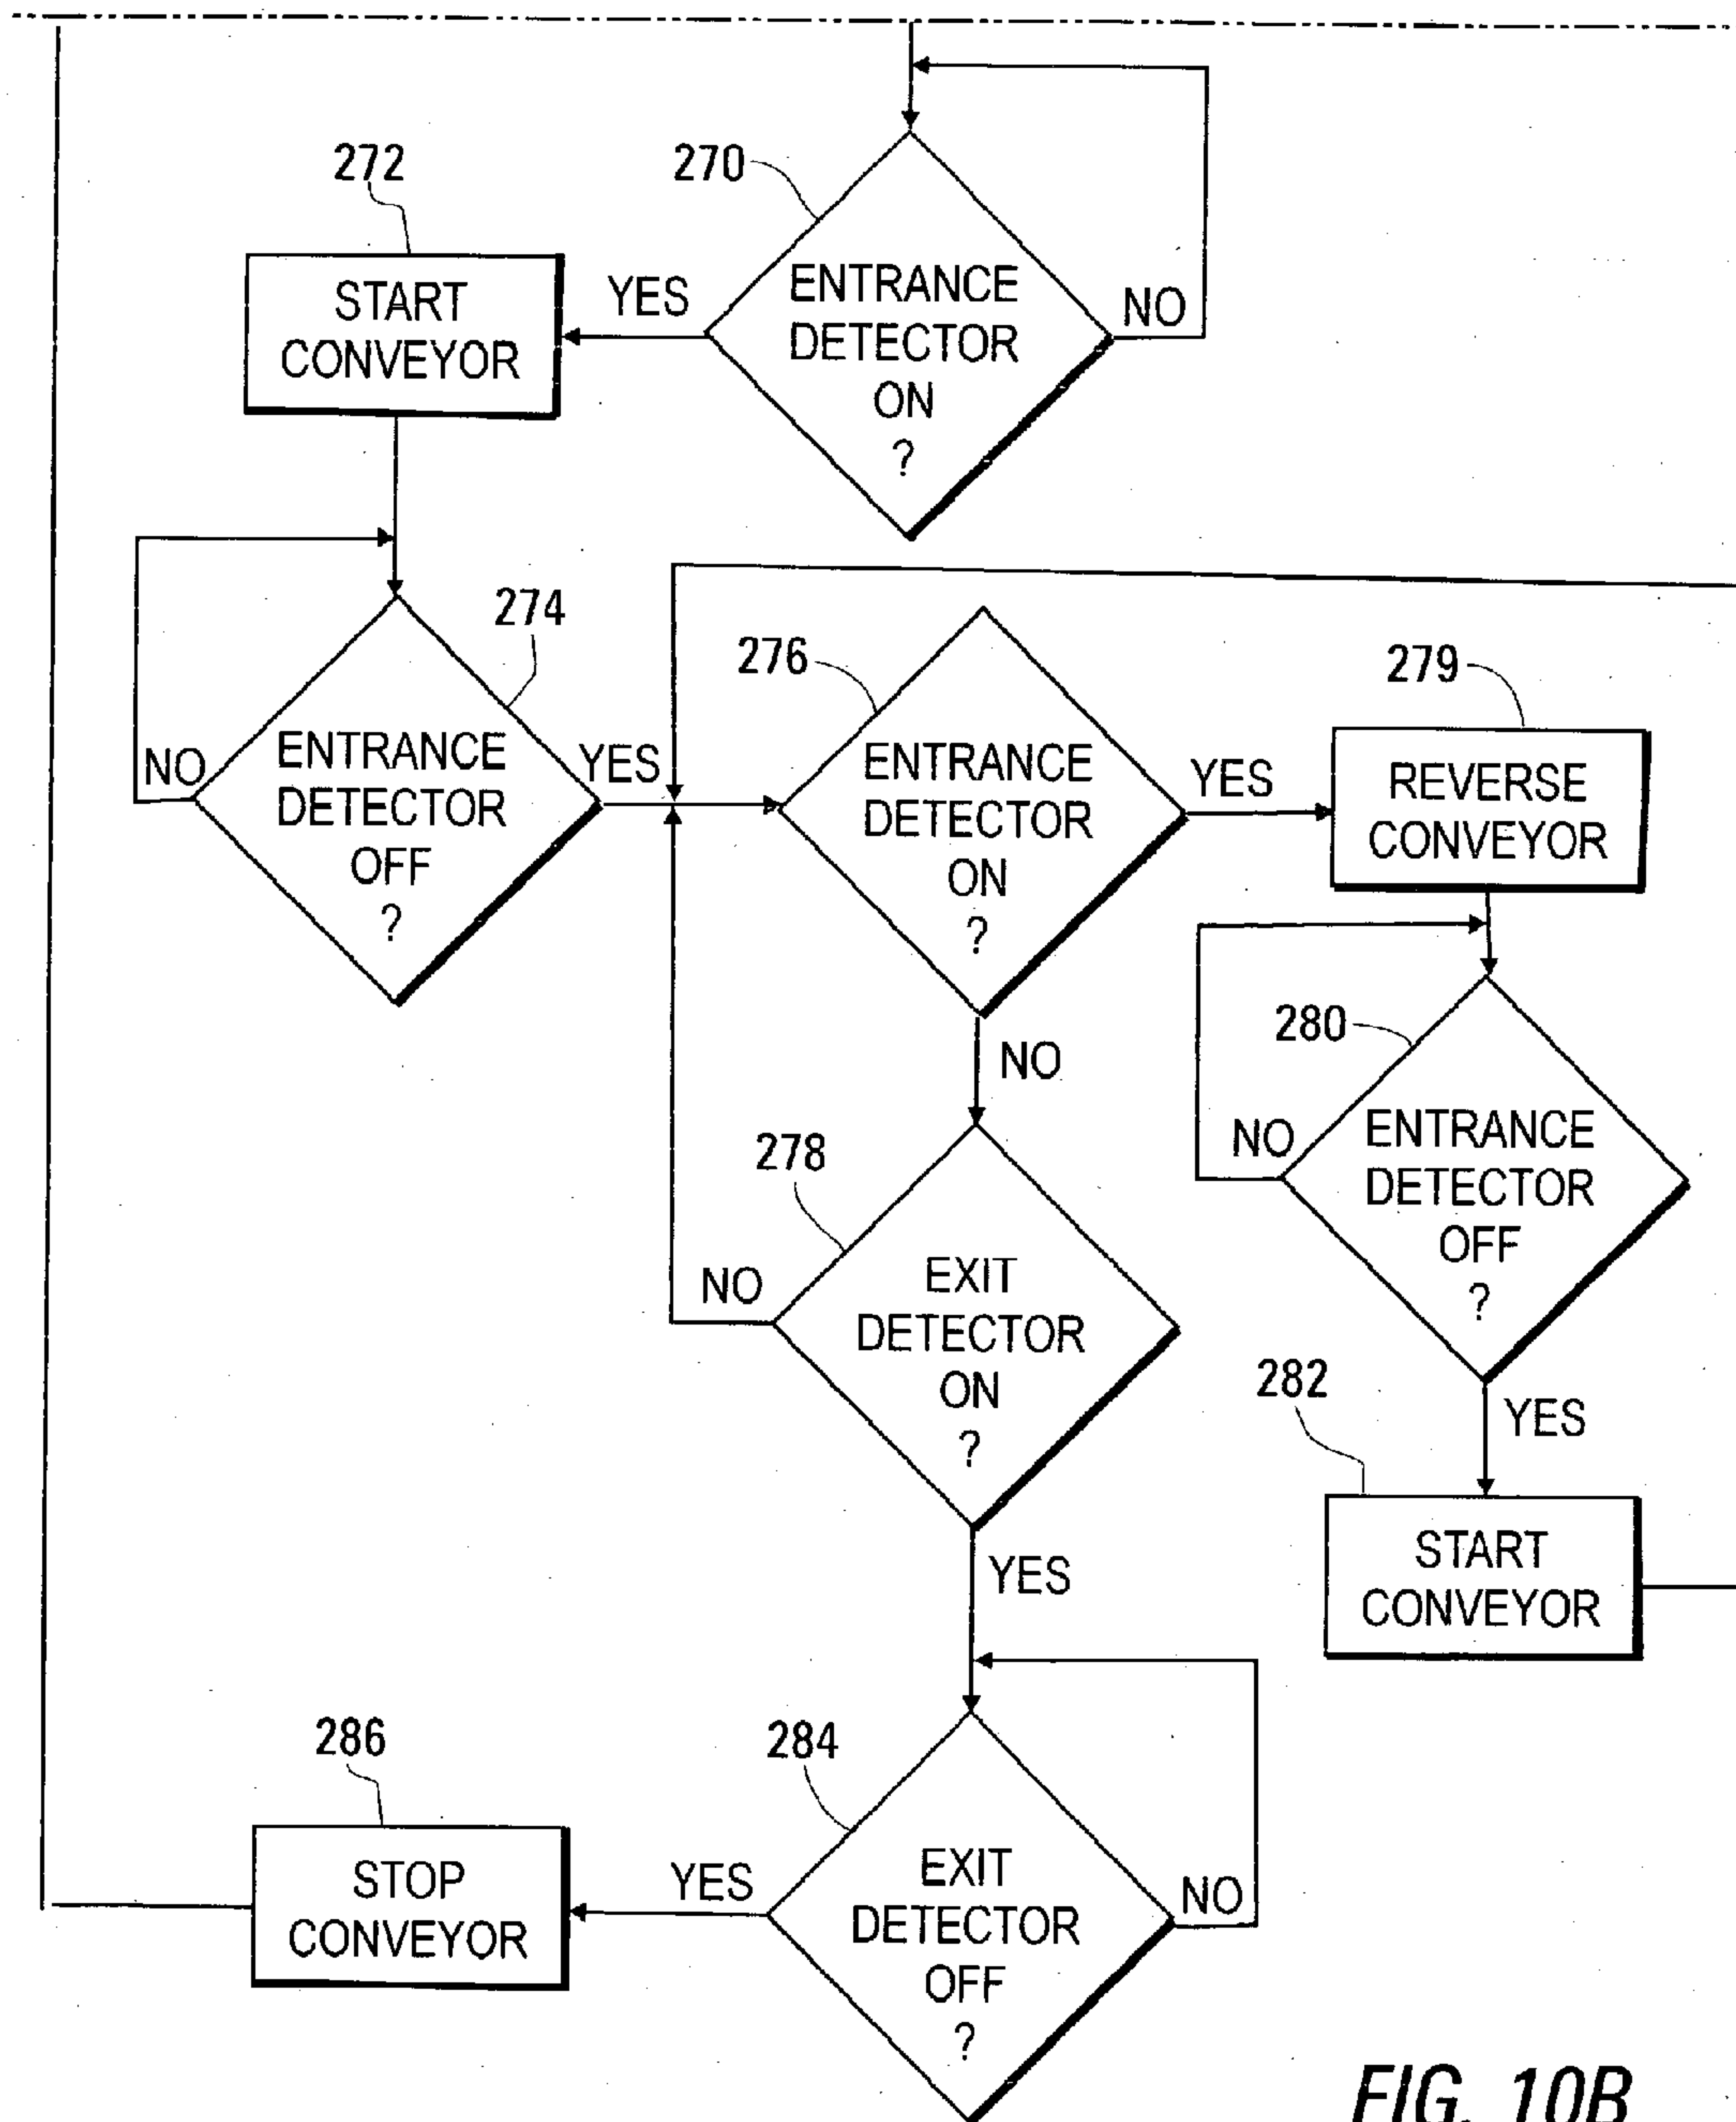 270
ENTRANCE
DETECTOR
ON
?
NO
YES
272
START
CONVEYOR
274
ENTRANCE
DETECTOR
OFF
?
NO
YES
276
ENTRANCE
DETECTOR
ON
?
YES
NO
279
REVERSE
CONVEYOR
280
ENTRANCE
DETECTOR
OFF
?
NO
YES
282
START
CONVEYOR
278
EXIT
DETECTOR
ON
?
NO
YES
284
EXIT
DETECTOR
OFF
?
NO
YES
286
STOP
CONVEYOR
FIG. 10B